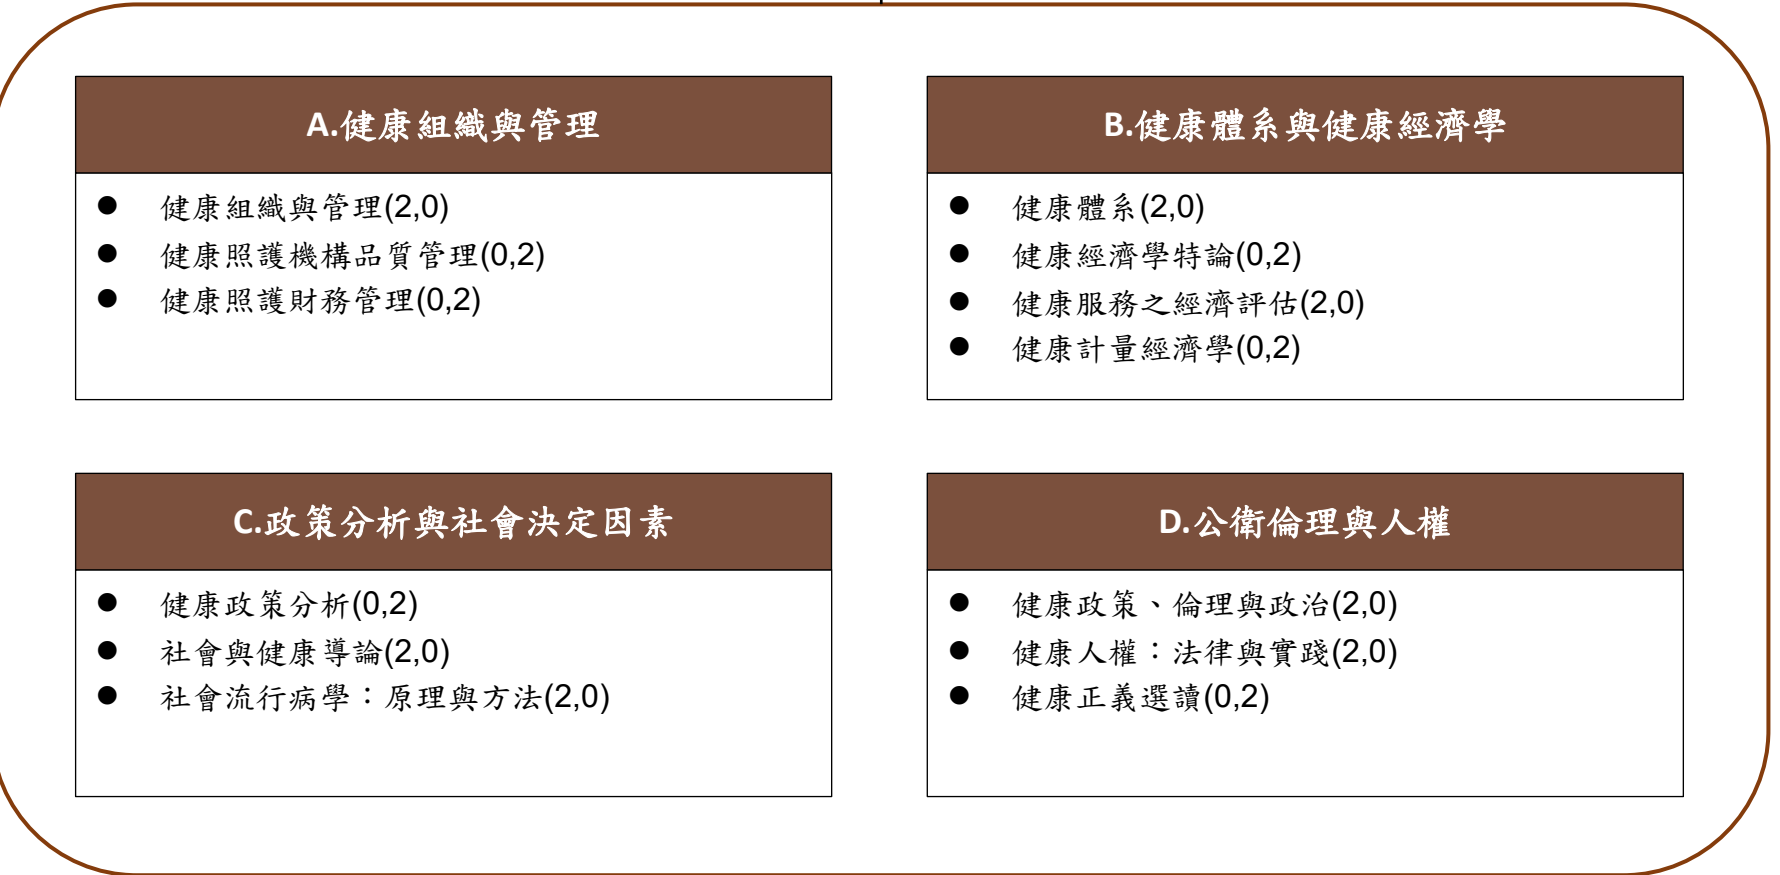 A.健康組織與管理
● 健康組織與管理(2,0)
● 健康照護機構品質管理(0,2)
● 健康照護財務管理(0,2)
B.健康體系與健康經濟學
● 健康體系(2,0)
● 健康經濟學特論(0,2)
● 健康服務之經濟評估(2,0)
● 健康計量經濟學(0,2)
C.政策分析與社會決定因素
● 健康政策分析(0,2)
● 社會與健康導論(2,0)
● 社會流行病學：原理與方法(2,0)
D.公衛倫理與人權
● 健康政策、倫理與政治(2,0)
● 健康人權：法律與實踐(2,0)
● 健康正義選讀(0,2)